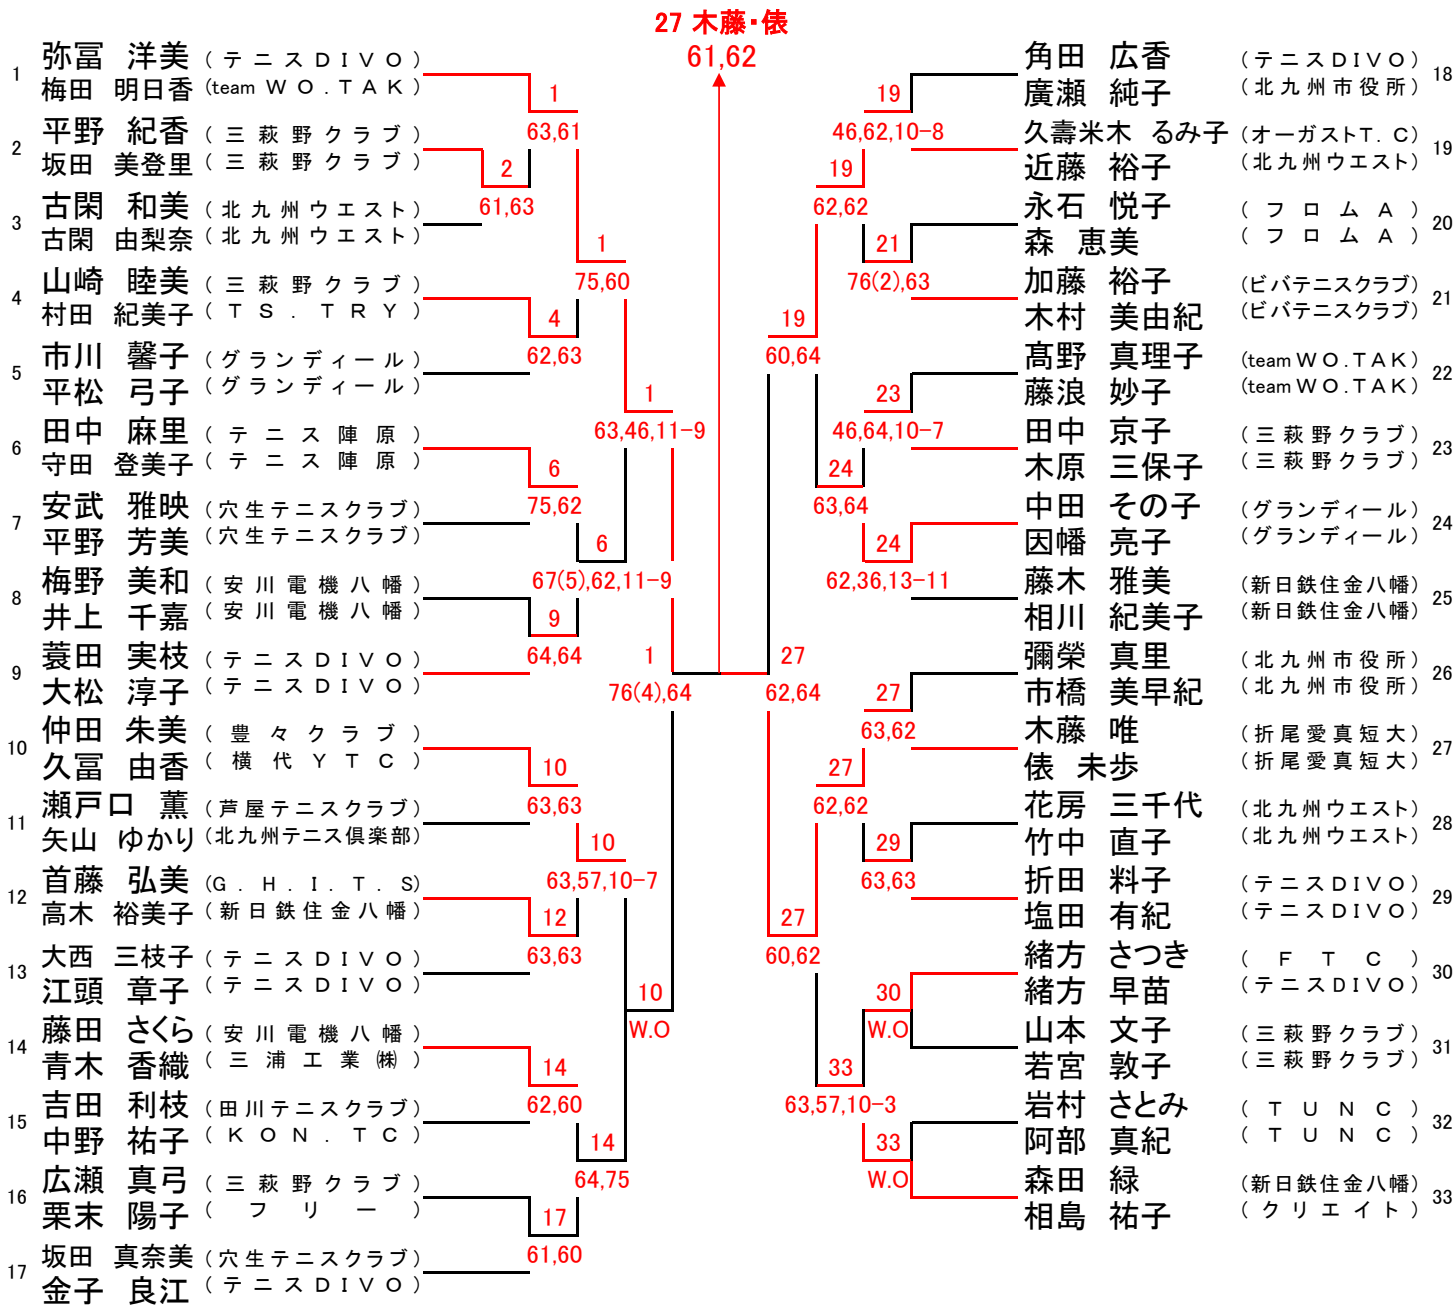 27 木藤・俵
61,62
1 弥冨 洋美 (テニスDIVO)
梅田 明日香 (team WO.TAK)
2 平野 紀香 (三萩野クラブ)
坂田 美登里 (三萩野クラブ)
3 古閑 和美 (北九州ウエスト)
古閑 由梨奈 (北九州ウエスト)
4 山崎 睦美 (三萩野クラブ)
村田 紀美子 (TS.TRY)
5 市川 馨子 (グランディール)
平松 弓子 (グランディール)
6 田中 麻里 (テニス陣原)
守田 登美子 (テニス陣原)
7 安武 雅映 (穴生テニスクラブ)
平野 芳美 (穴生テニスクラブ)
8 梅野 美和 (安川電機八幡)
井上 千嘉 (安川電機八幡)
9 蓑田 実枝 (テニスDIVO)
大松 淳子 (テニスDIVO)
10 仲田 朱美 (豊々クラブ)
久冨 由香 (横代YTC)
11 瀬戸口 薫 (芦屋テニスクラブ)
矢山 ゆかり (北九州テニス倶楽部)
12 首藤 弘美 (G.H.I.T.S)
高木 裕美子 (新日鉄住金八幡)
13 大西 三枝子 (テニスDIVO)
江頭 章子 (テニスDIVO)
14 藤田 さくら (安川電機八幡)
青木 香織 (三浦工業㈱)
15 吉田 利枝 (田川テニスクラブ)
中野 祐子 (KON.TC)
16 広瀬 真弓 (三萩野クラブ)
栗末 陽子 (フリー)
17 坂田 真奈美 (穴生テニスクラブ)
金子 良江 (テニスDIVO)
1
63,61
2
61,63
1
75,60
4
62,63
1
63,46,11-9
6
75,62
6
67(5),62,11-9
9
64,64
1
76(4),64
10
63,63
10
63,57,10-7
12
63,63
10
W.O
14
62,60
14
64,75
17
61,60
19
46,62,10-8
19
62,62
21
76(2),63
19
60,64
23
46,64,10-7
24
63,64
24
62,36,13-11
27
62,64
27
63,62
27
62,62
29
63,63
27
60,62
30
W.O
33
63,57,10-3
33
W.O
角田 広香 (テニスDIVO) 18
廣瀬 純子 (北九州市役所)
久壽米木 るみ子 (オーガストT.C) 19
近藤 裕子 (北九州ウエスト)
永石 悦子 (フロムA) 20
森 恵美 (フロムA)
加藤 裕子 (ビバテニスクラブ) 21
木村 美由紀 (ビバテニスクラブ)
髙野 真理子 (team WO.TAK) 22
藤浪 妙子 (team WO.TAK)
田中 京子 (三萩野クラブ) 23
木原 三保子 (三萩野クラブ)
中田 その子 (グランディール) 24
因幡 亮子 (グランディール)
藤木 雅美 (新日鉄住金八幡) 25
相川 紀美子 (新日鉄住金八幡)
彌榮 真里 (北九州市役所) 26
市橋 美早紀 (北九州市役所)
木藤 唯 (折尾愛真短大) 27
俵 未歩 (折尾愛真短大)
花房 三千代 (北九州ウエスト) 28
竹中 直子 (北九州ウエスト)
折田 料子 (テニスDIVO) 29
塩田 有紀 (テニスDIVO)
緒方 さつき (FTC) 30
緒方 早苗 (テニスDIVO)
山本 文子 (三萩野クラブ) 31
若宮 敦子 (三萩野クラブ)
岩村 さとみ (TUNC) 32
阿部 真紀 (TUNC)
森田 緑 (新日鉄住金八幡) 33
相島 祐子 (クリエイト)